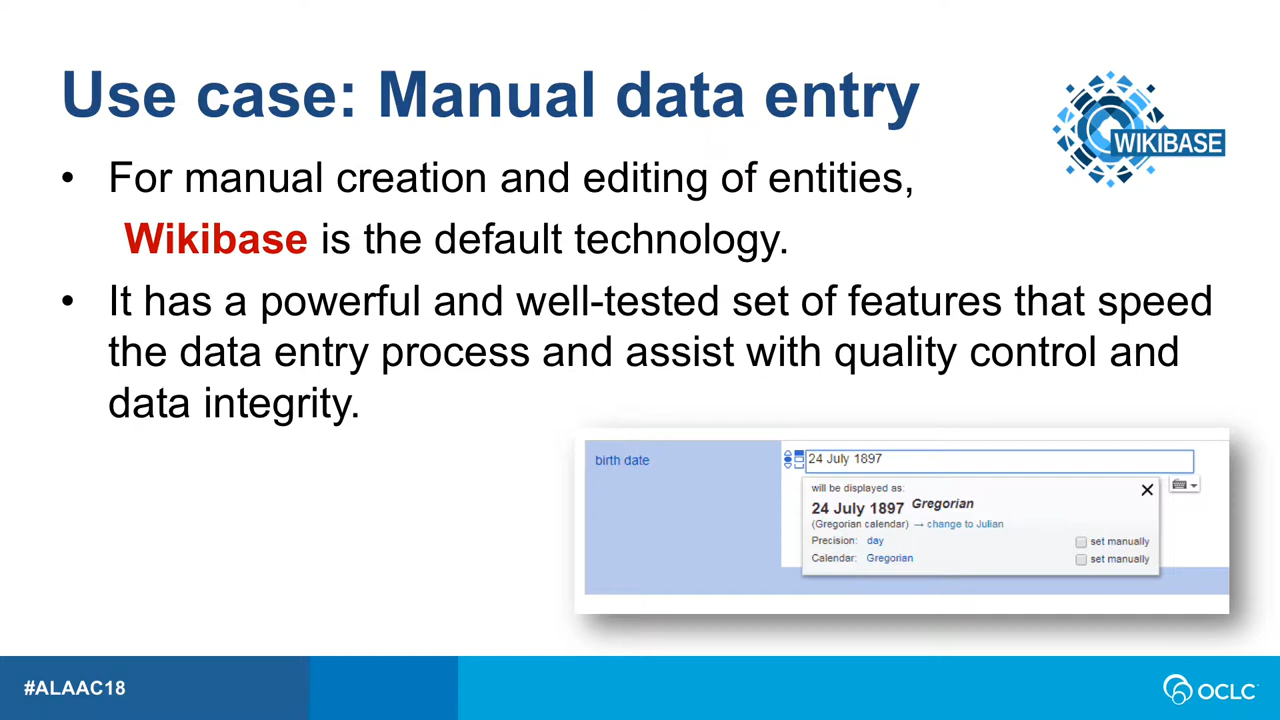 Use case: Manual data entry
WIKIBASE
• For manual creation and editing of entities,
Wikibase is the default technology.
• It has a powerful and well-tested set of features that speed
the data entry process and assist with quality control and
data integrity.
birth date
24 July 1897
will be displayed as:
24 July 1897 Gregorian
(Gregorian calendar) → change to Julian
Precision: day set manually
Calendar: Gregorian set manually
#ALAAC18
OCLC